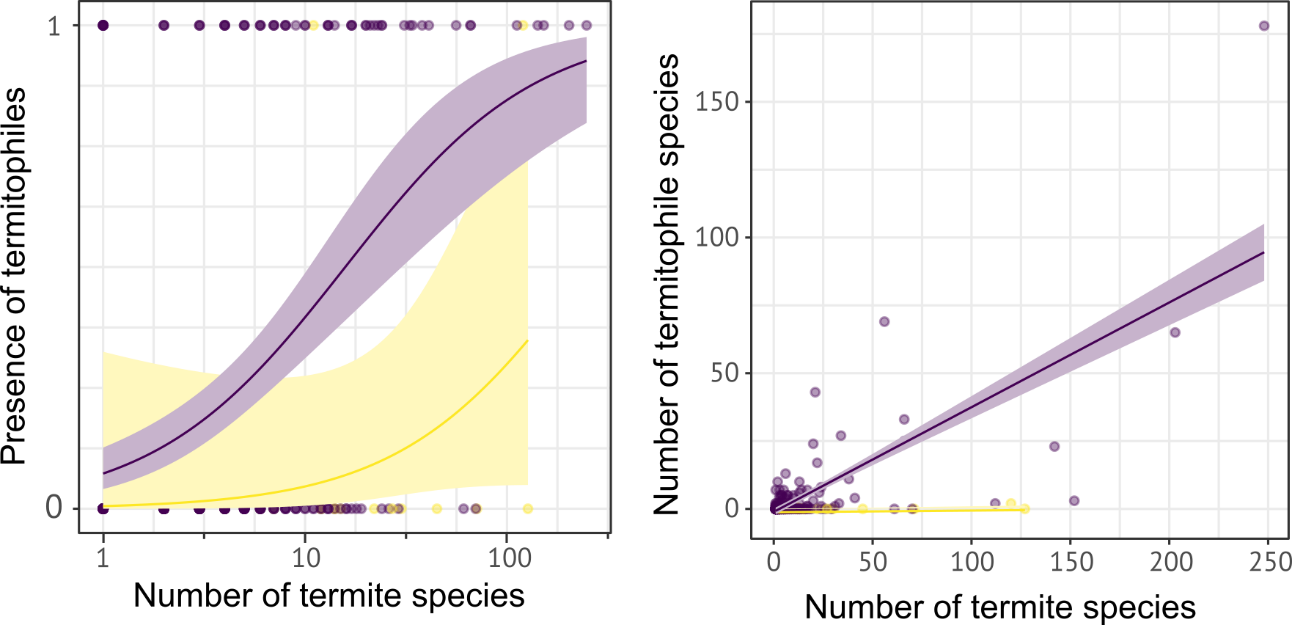 Presence of termitophiles
1
0
1 10 100
Number of termite species
Number of termitophile species
150
100
50
0
0 50 100 150 200 250
Number of termite species